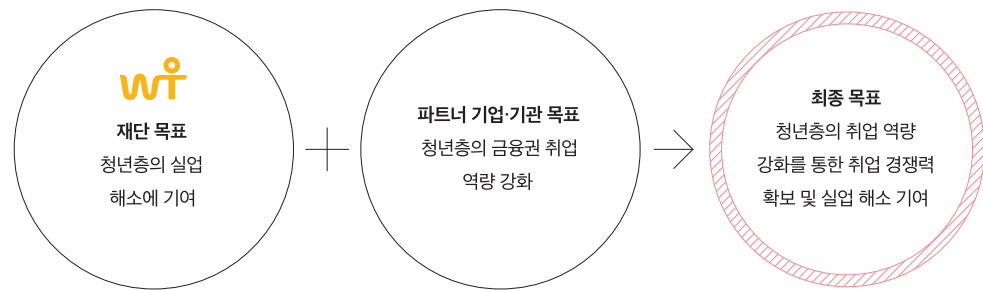 재단 목표
청년층의 실업
해소에 기여
파트너 기업·기관 목표
청년층의 금융권 취업
역량 강화
최종 목표
청년층의 취업 역량
강화를 통한 취업 경쟁력
확보 및 실업 해소 기여